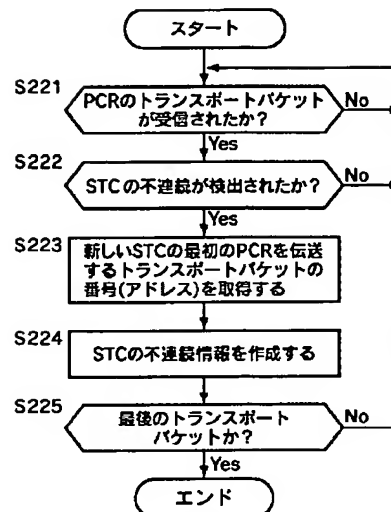 スタート
S221
PCRのトランスポートパケット
が受信されたか?
No
Yes
S222
STCの不連続が検出されたか?
No
Yes
S223
新しいSTCの最初のPCRを伝送
するトランスポートパケットの
番号(アドレス)を取得する
S224
STCの不連続情報を作成する
S225
最後のトランスポート
パケットか?
No
Yes
エンド